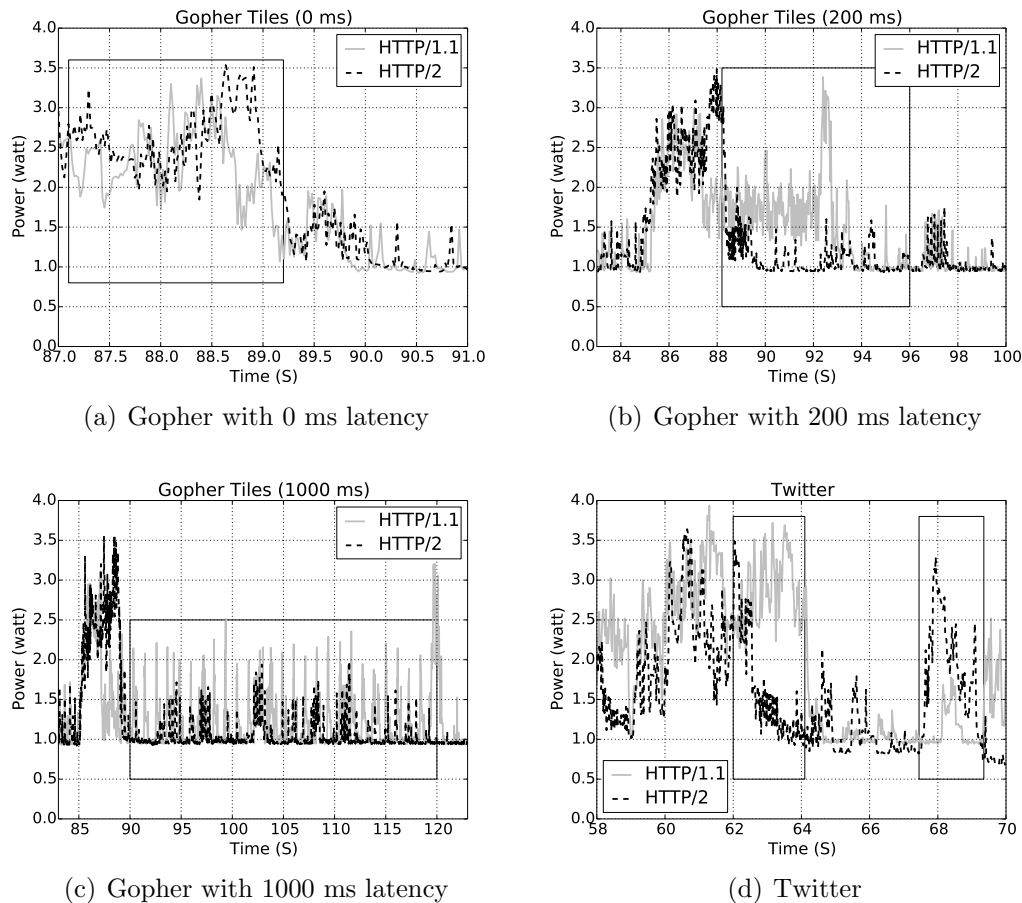 Gopher Tiles (0 ms)
4.0
3.5
3.0
2.5
2.0
1.5
1.0
0.5
0.0
Power (watt)
HTTP/1.1
HTTP/2
87.0 87.5 88.0 88.5 89.0 89.5 90.0 90.5 91.0
Time (S)
(a) Gopher with 0 ms latency
Gopher Tiles (200 ms)
4.0
3.5
3.0
2.5
2.0
1.5
1.0
0.5
0.0
Power (watt)
HTTP/1.1
HTTP/2
84 86 88 90 92 94 96 98 100
Time (S)
(b) Gopher with 200 ms latency
Gopher Tiles (1000 ms)
4.0
3.5
3.0
2.5
2.0
1.5
1.0
0.5
0.0
Power (watt)
HTTP/1.1
HTTP/2
85 90 95 100 105 110 115 120
Time (S)
(c) Gopher with 1000 ms latency
Twitter
4.0
3.5
3.0
2.5
2.0
1.5
1.0
0.5
0.0
Power (watt)
HTTP/1.1
HTTP/2
58 60 62 64 66 68 70
Time (S)
(d) Twitter